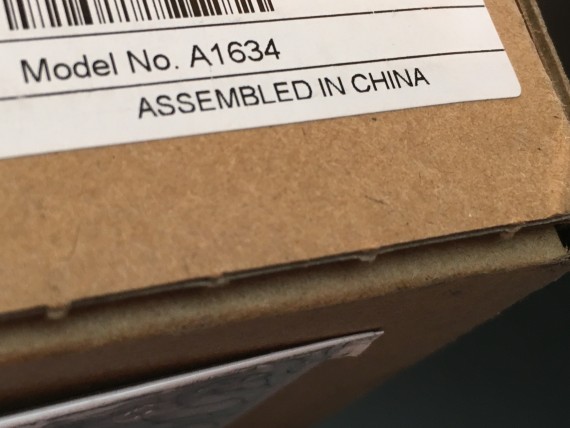 Model No. A1634
ASSEMBLED IN CHINA